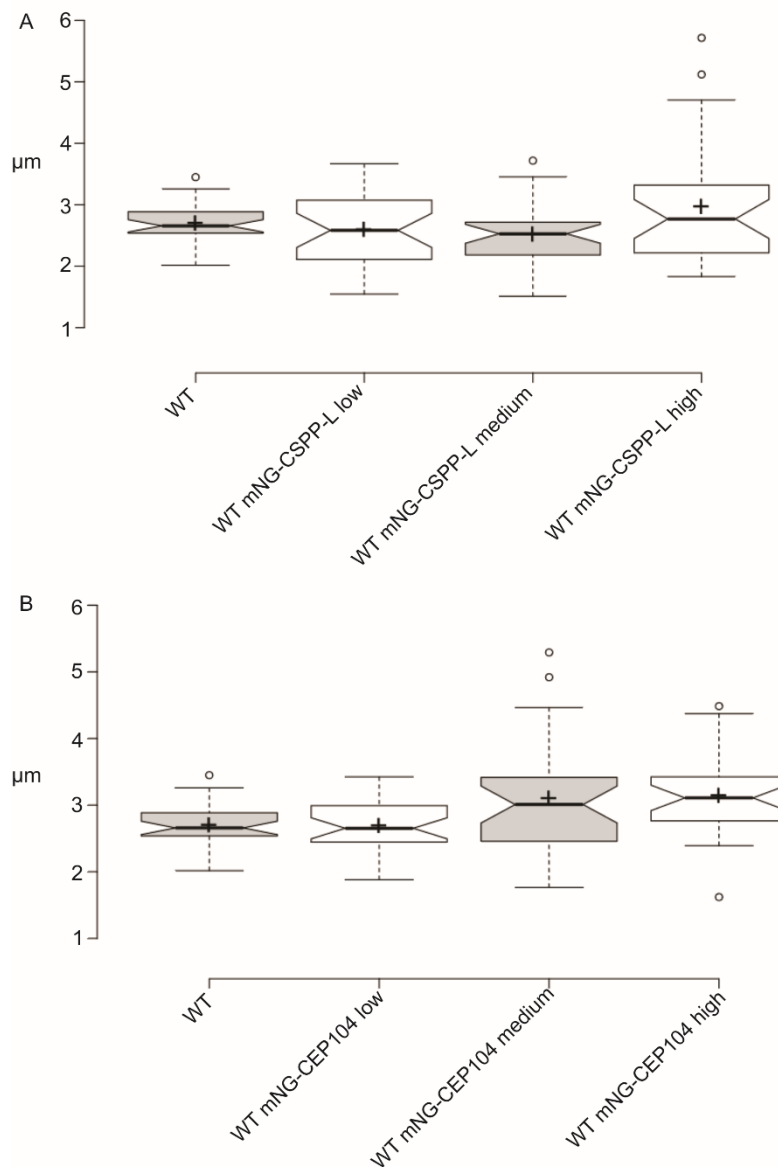 A
6
5
4
µm
3
2
1
WT
WT mNG-CSPP-L low
WT mNG-CSPP-L medium
WT mNG-CSPP-L high
B
6
5
4
µm
3
2
1
WT
WT mNG-CEP104 low
WT mNG-CEP104 medium
WT mNG-CEP104 high